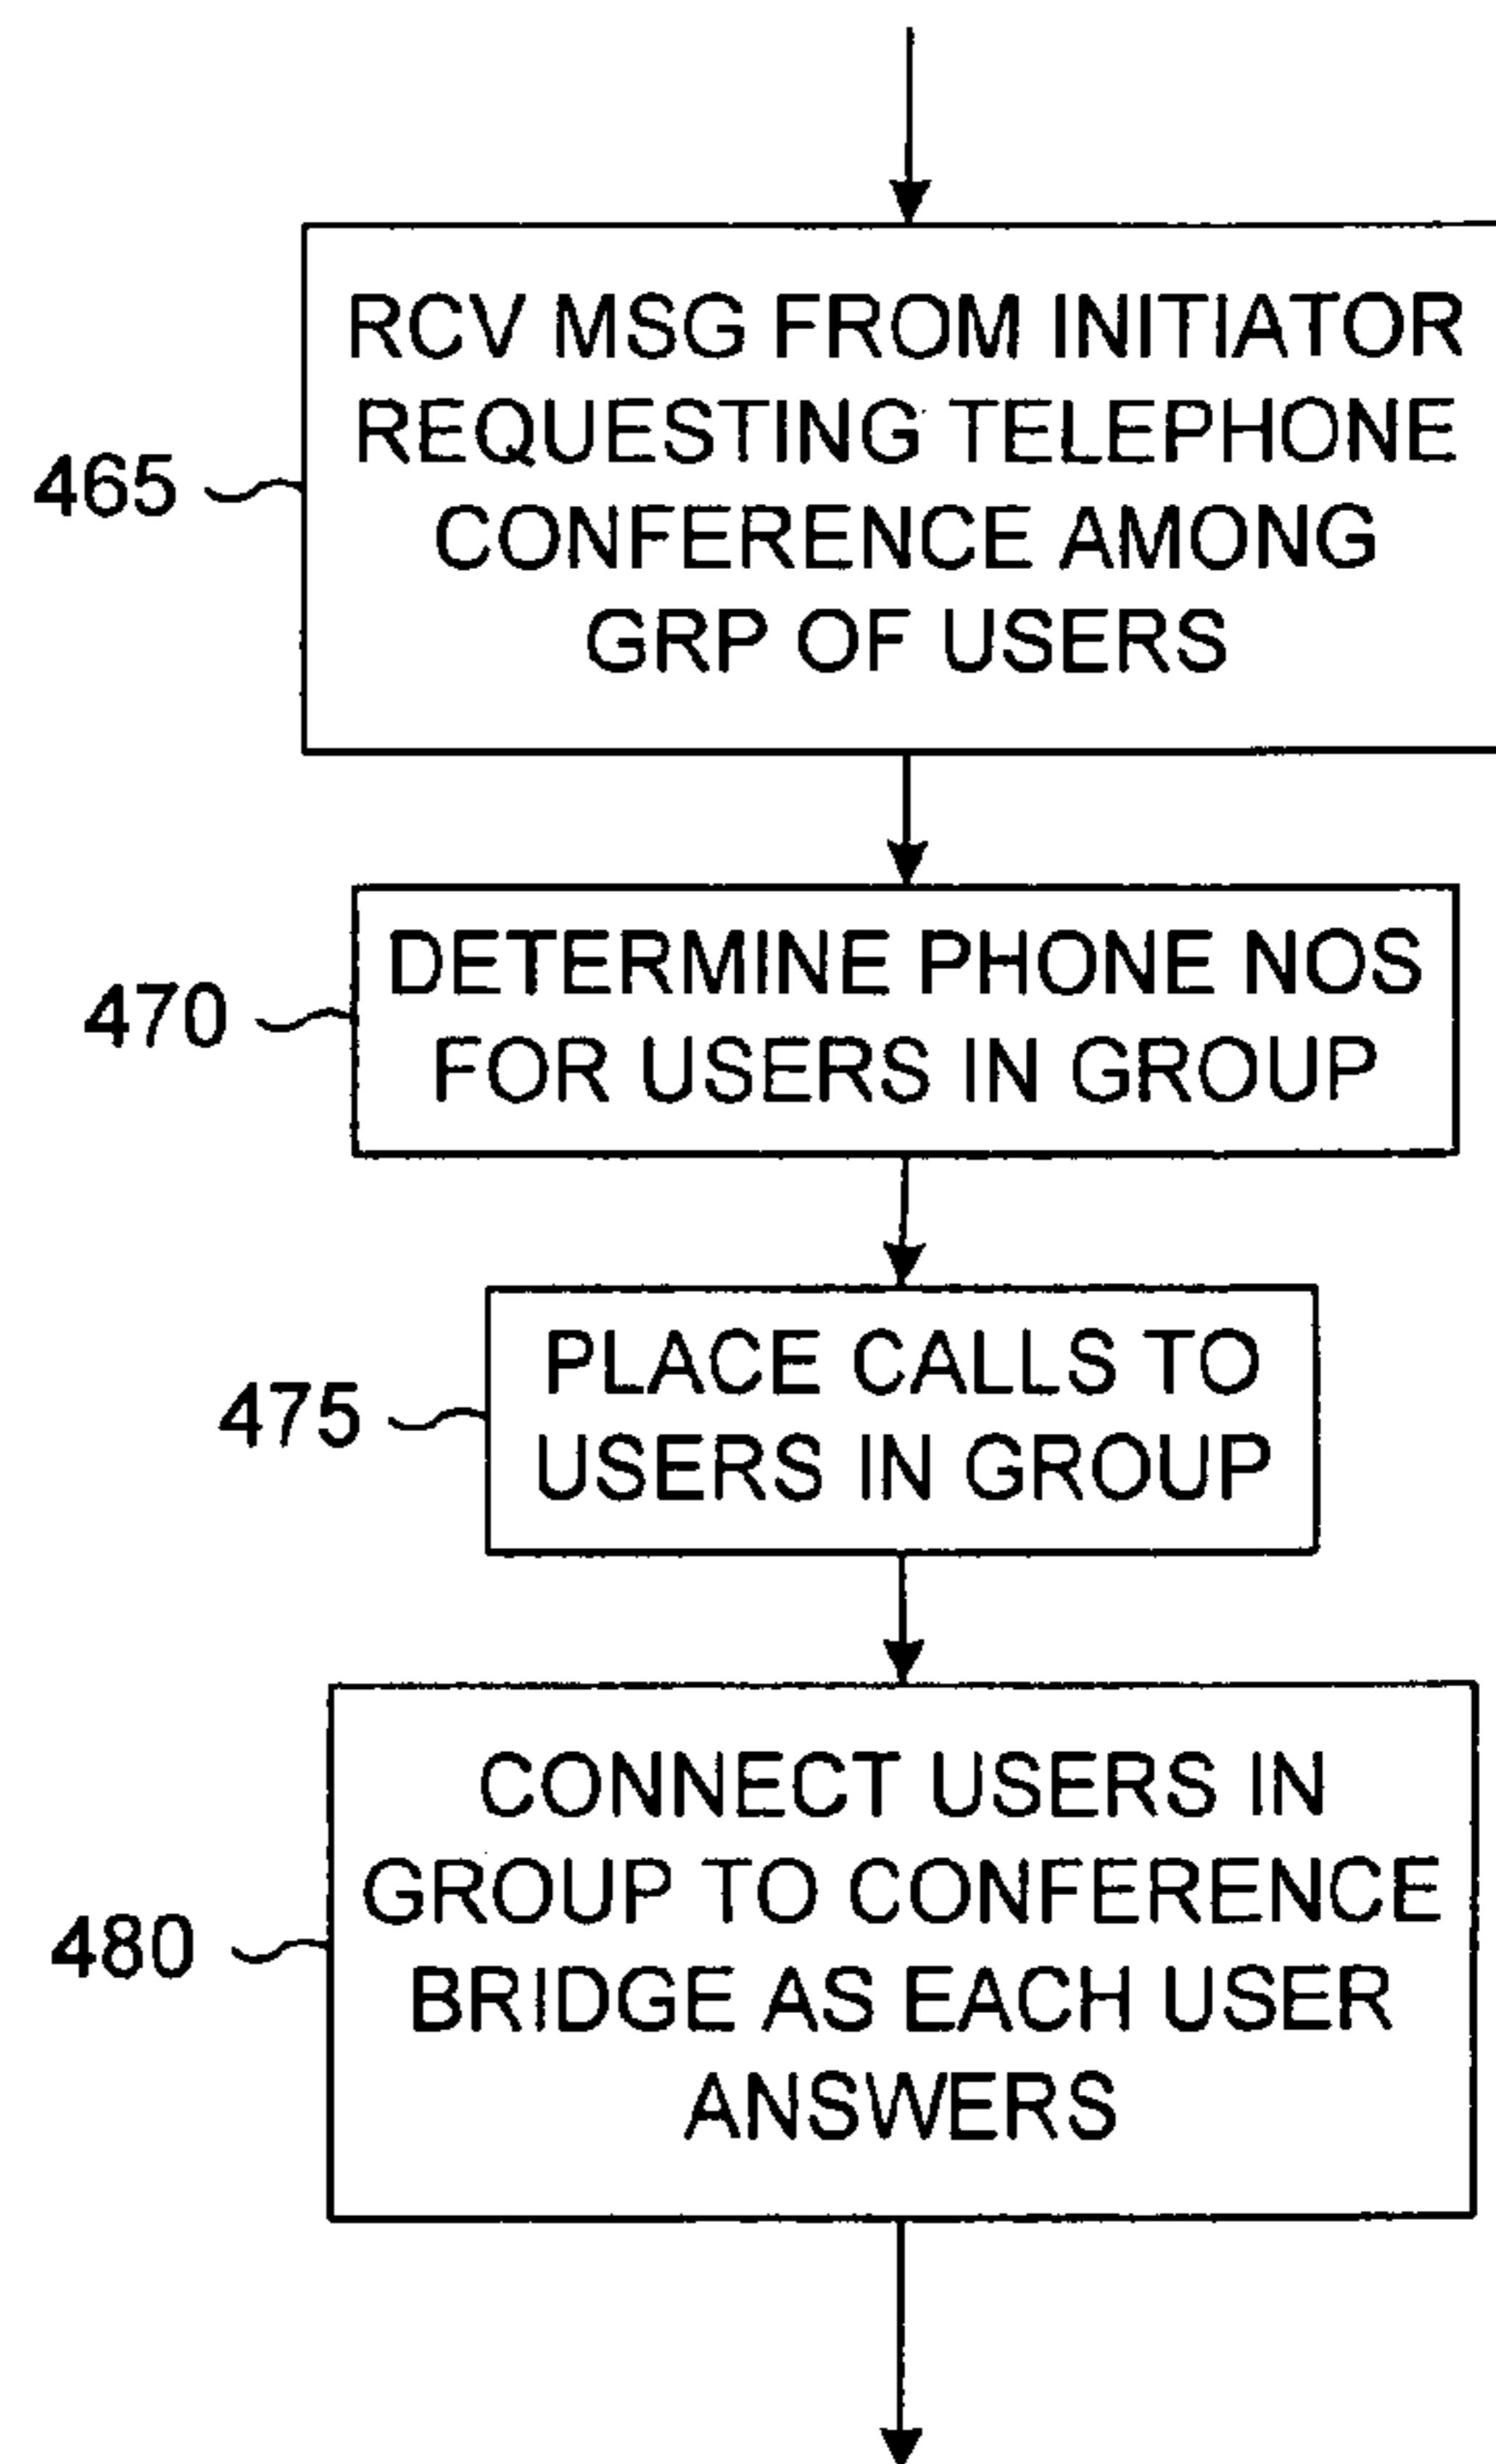 RCV MSG FROM INITIATOR
REQUESTING TELEPHONE
CONFERENCE AMONG
GRP OF USERS
465
DETERMINE PHONE NOS
FOR USERS IN GROUP
470
PLACE CALLS TO
USERS IN GROUP
475
CONNECT USERS IN
GROUP TO CONFERENCE
BRIDGE AS EACH USER
ANSWERS
480